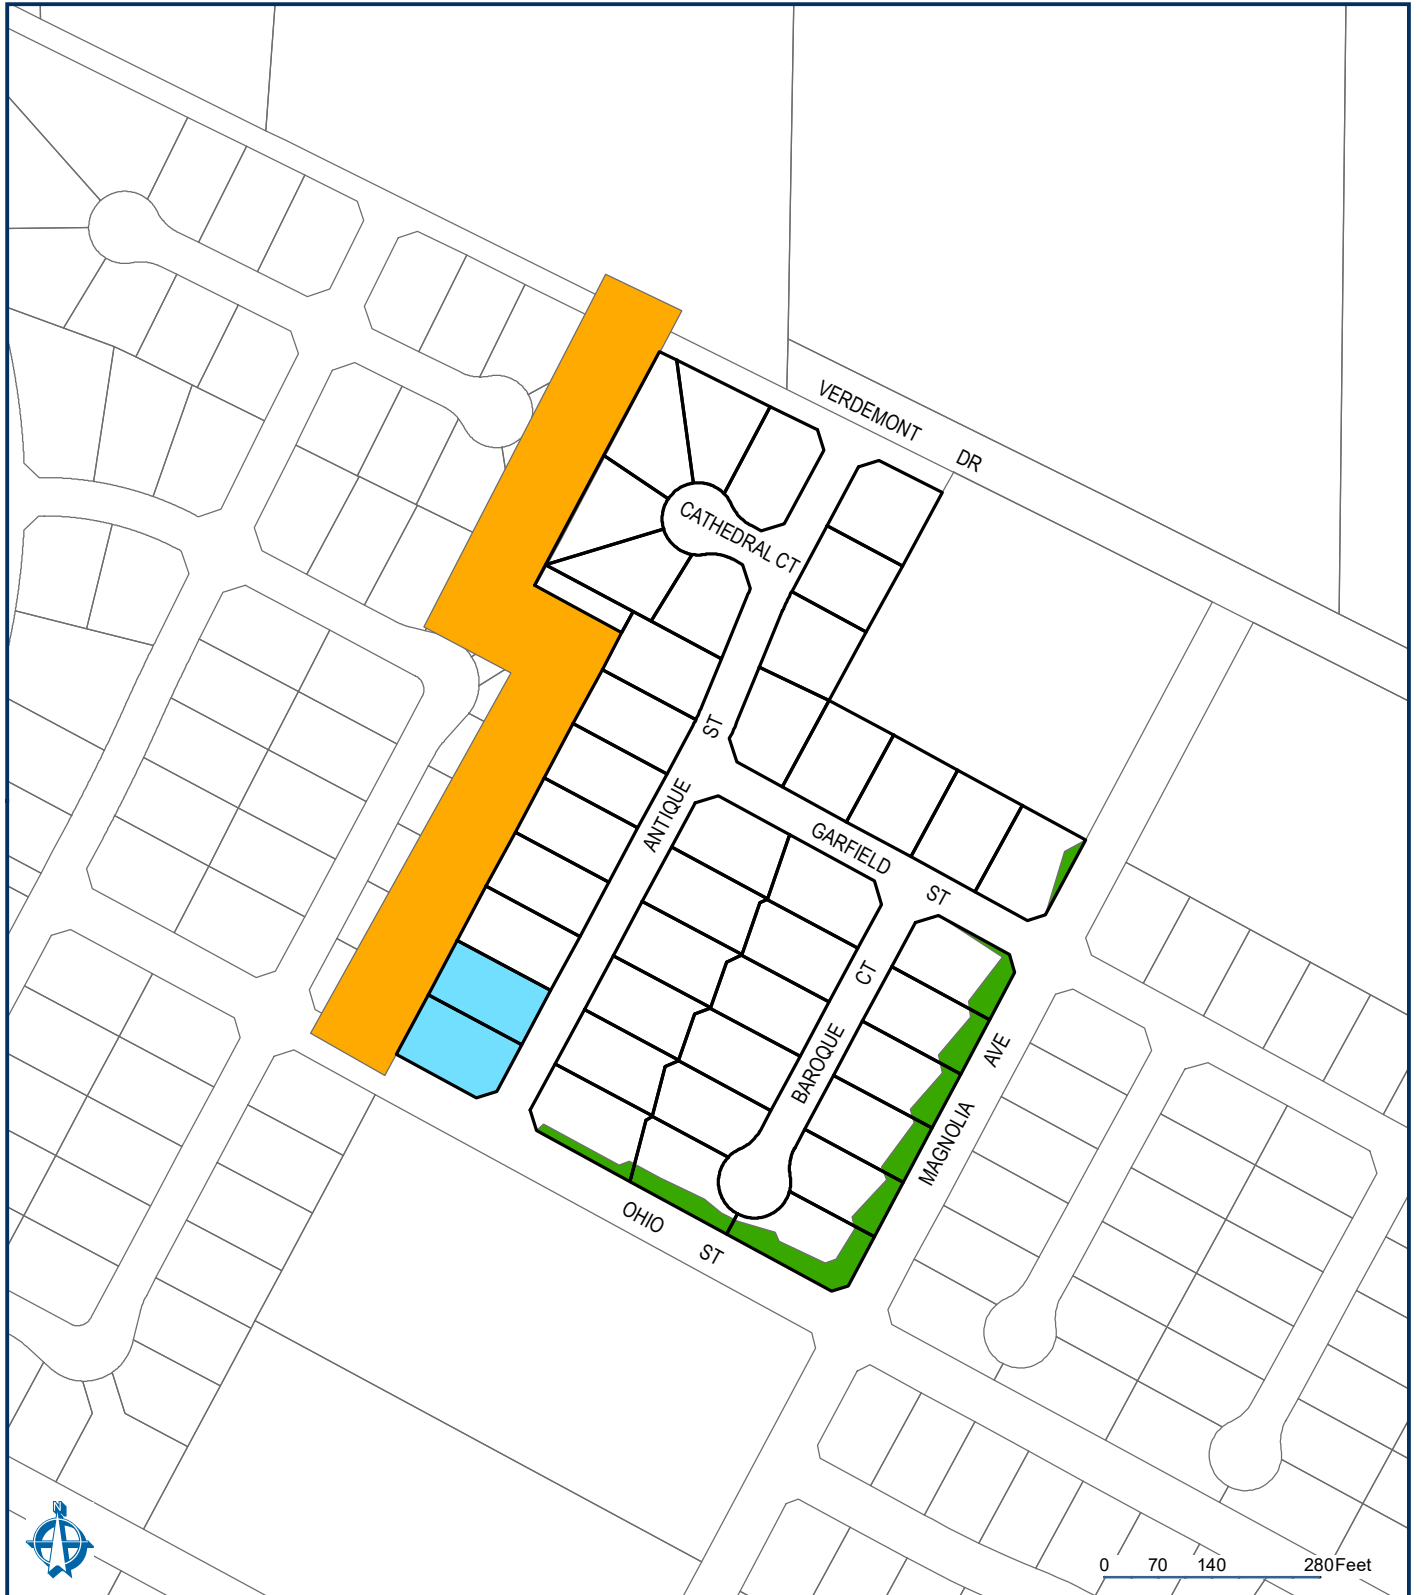 VERDEMONT DR
CATHEDRAL CT
ANTIQUE ST
GARFIELD ST
BAROQUE CT
MAGNOLIA AVE
OHIO ST
N
0 70 140 280 Feet